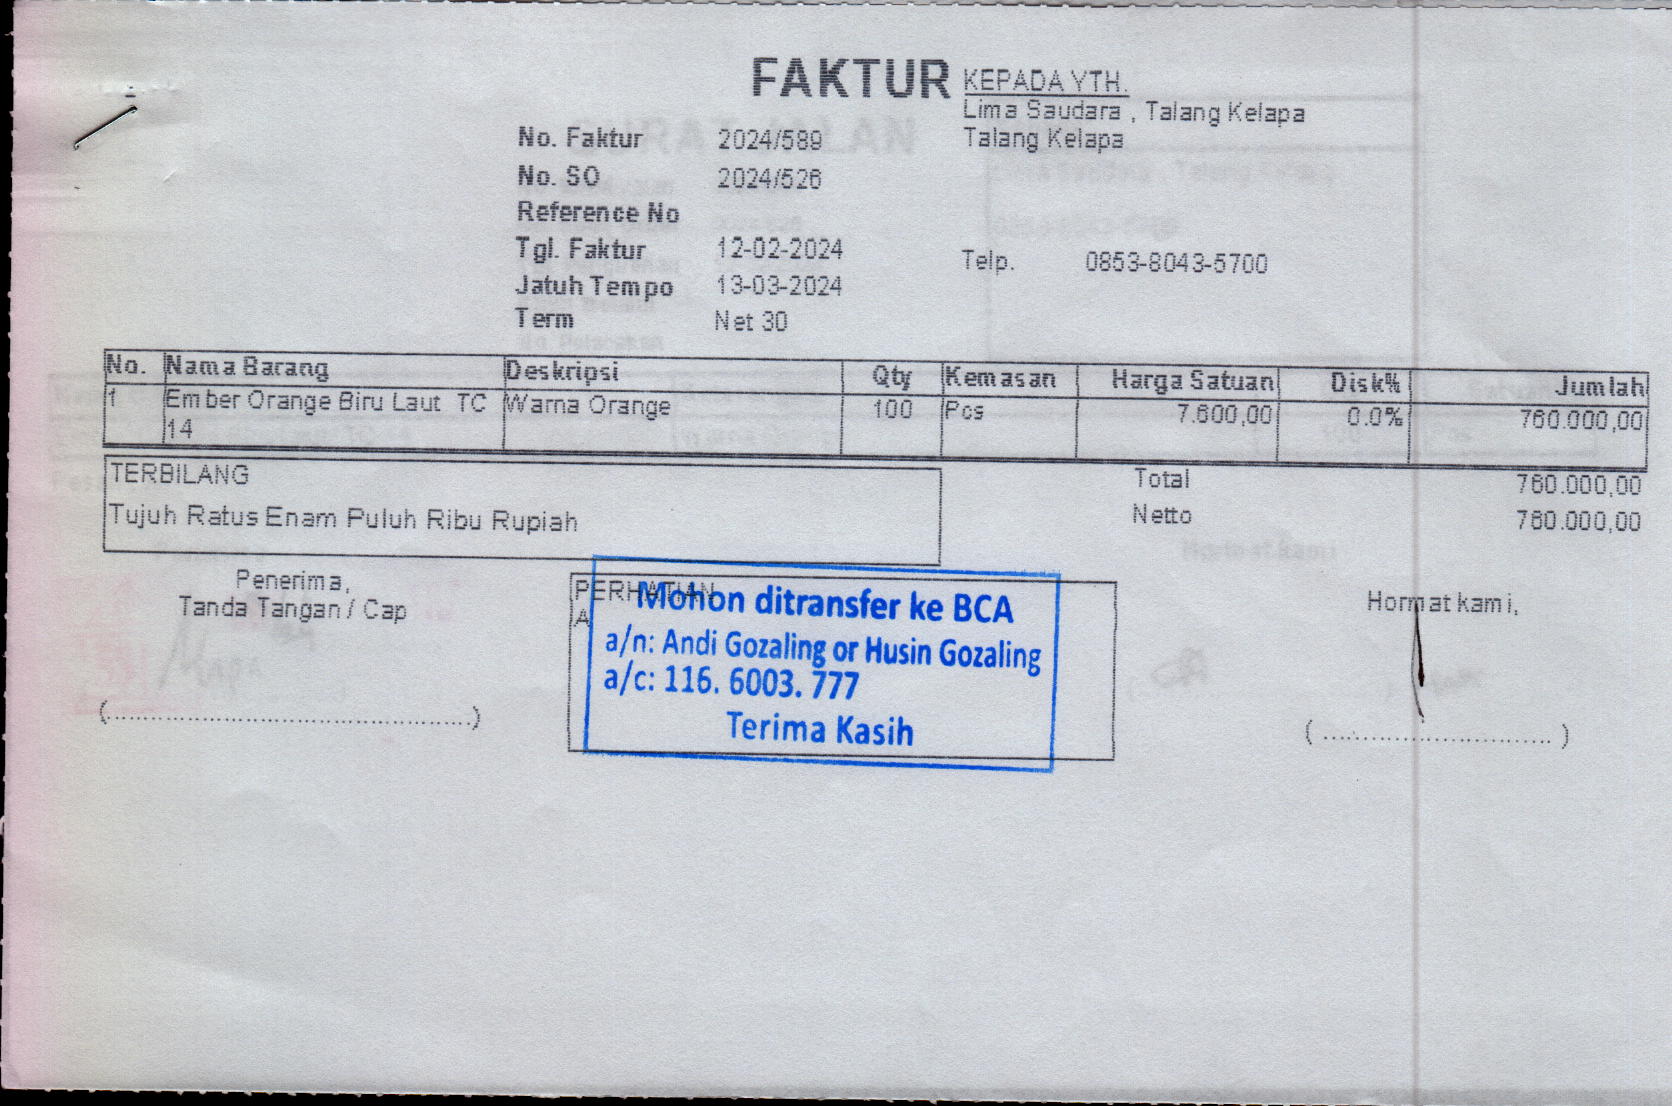 FAKTUR
KEPADA YTH.
Lima Saudara , Talang Kelapa
Talang Kelapa
No. Faktur 2024/589
No. SO 2024/526
Reference No
Tgl. Faktur 12-02-2024
Telp. 0853-8043-5700
Jatuh Tempo 13-03-2024
Term Net 30
No. Nama Barang Deskripsi Qty Kemasan Harga Satuan Disk% Jumlah
1 Ember Orange Biru Laut TC Warna Orange 100 Pcs 7.600,00 0.0% 760.000,00
14
TERBILANG
Tujuh Ratus Enam Puluh Ribu Rupiah
Total 760.000,00
Netto 760.000,00
Penerima,
Tanda Tangan / Cap
PERHATIAN
A
Mohon ditransfer ke BCA
a/n: Andi Gozaling or Husin Gozaling
a/c: 116. 6003. 777
Terima Kasih
Hormat kami,